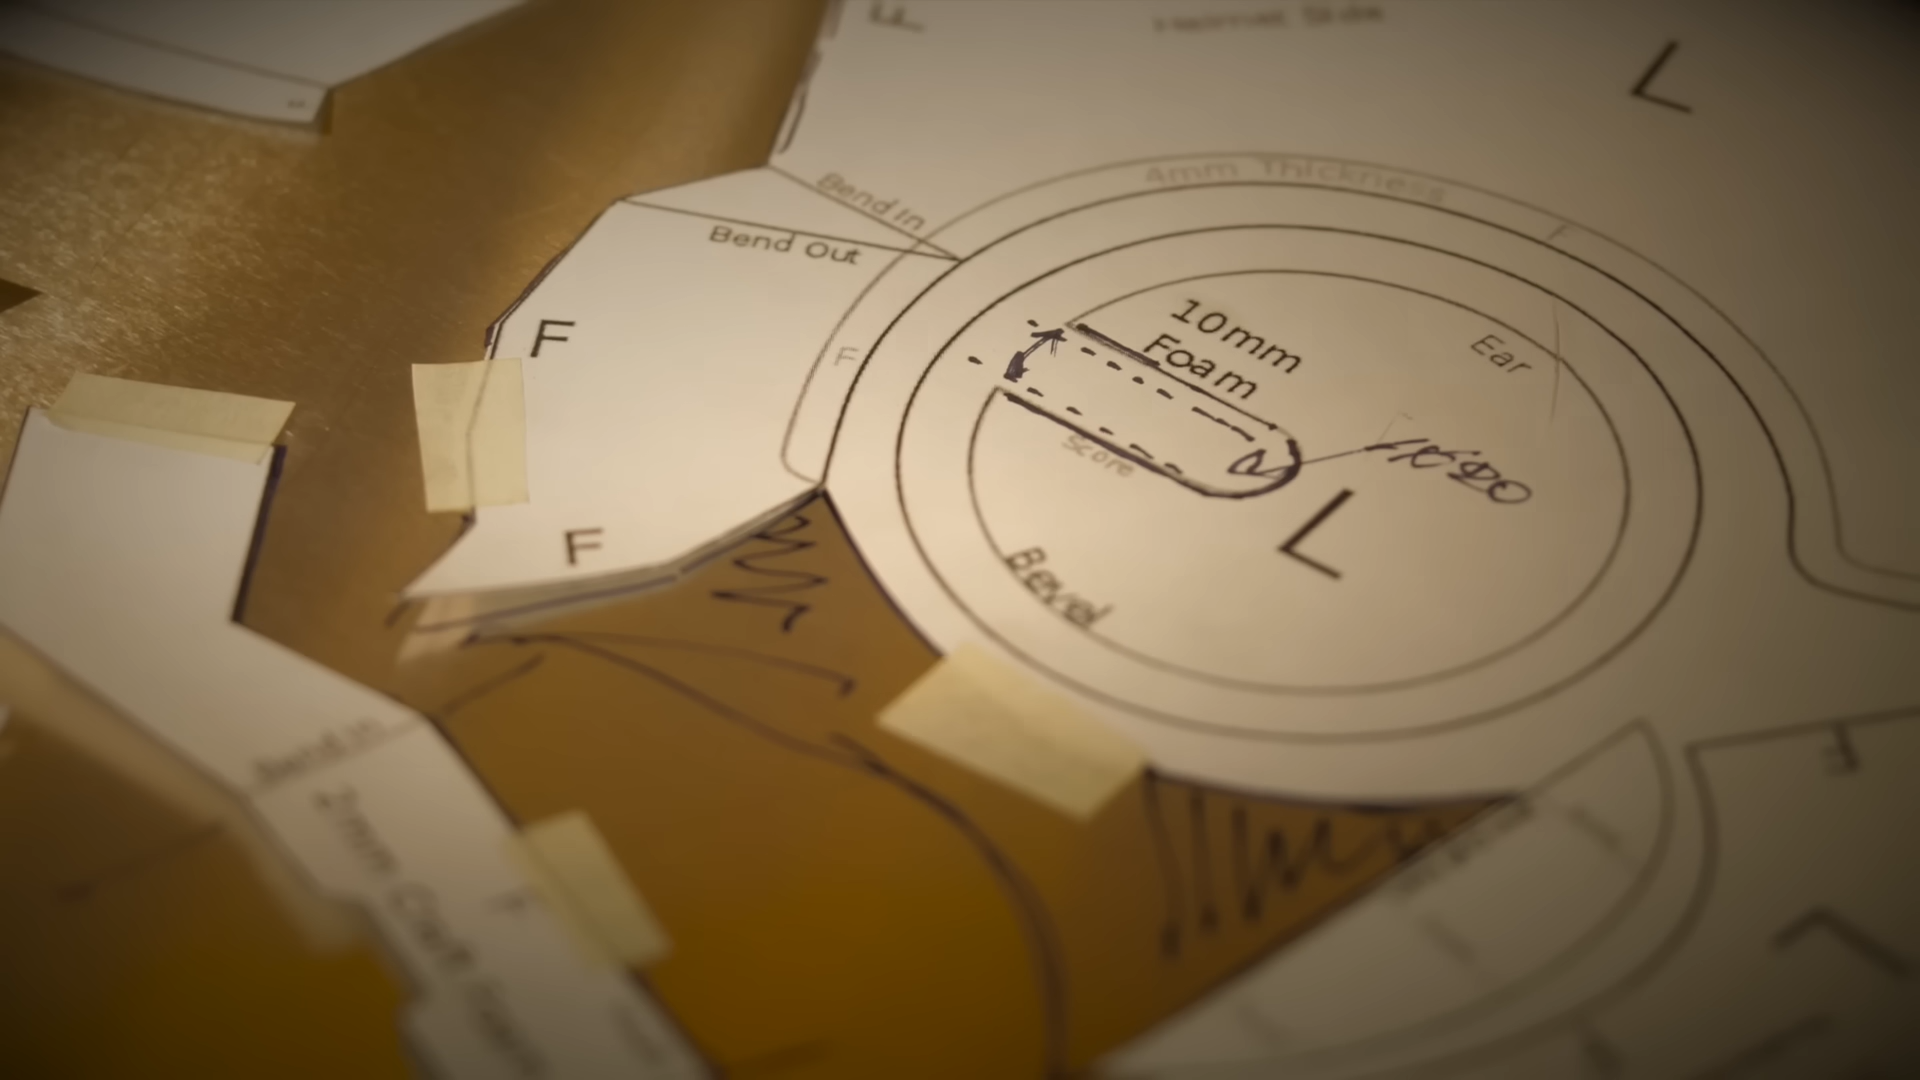 F
Helmet Side
L
4mm Thickness
Bend In
Bend Out
F
F
F
F
10mm
Foam
Ear
Score
L
Bevel
F
Bend In
2mm Craft Foam
F